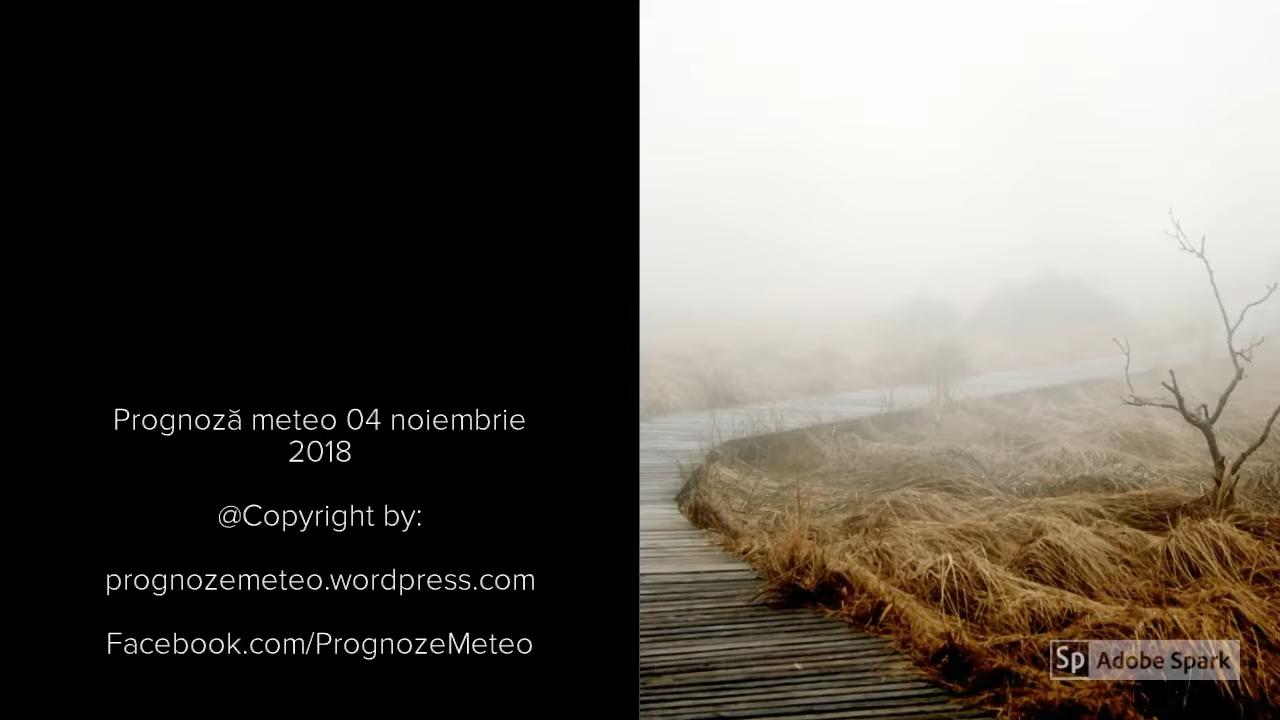 Prognoză meteo 04 noiembrie
2018
@Copyright by:
prognozemeteo.wordpress.com
Facebook.com/PrognozeMeteo
Sp Adobe Spark